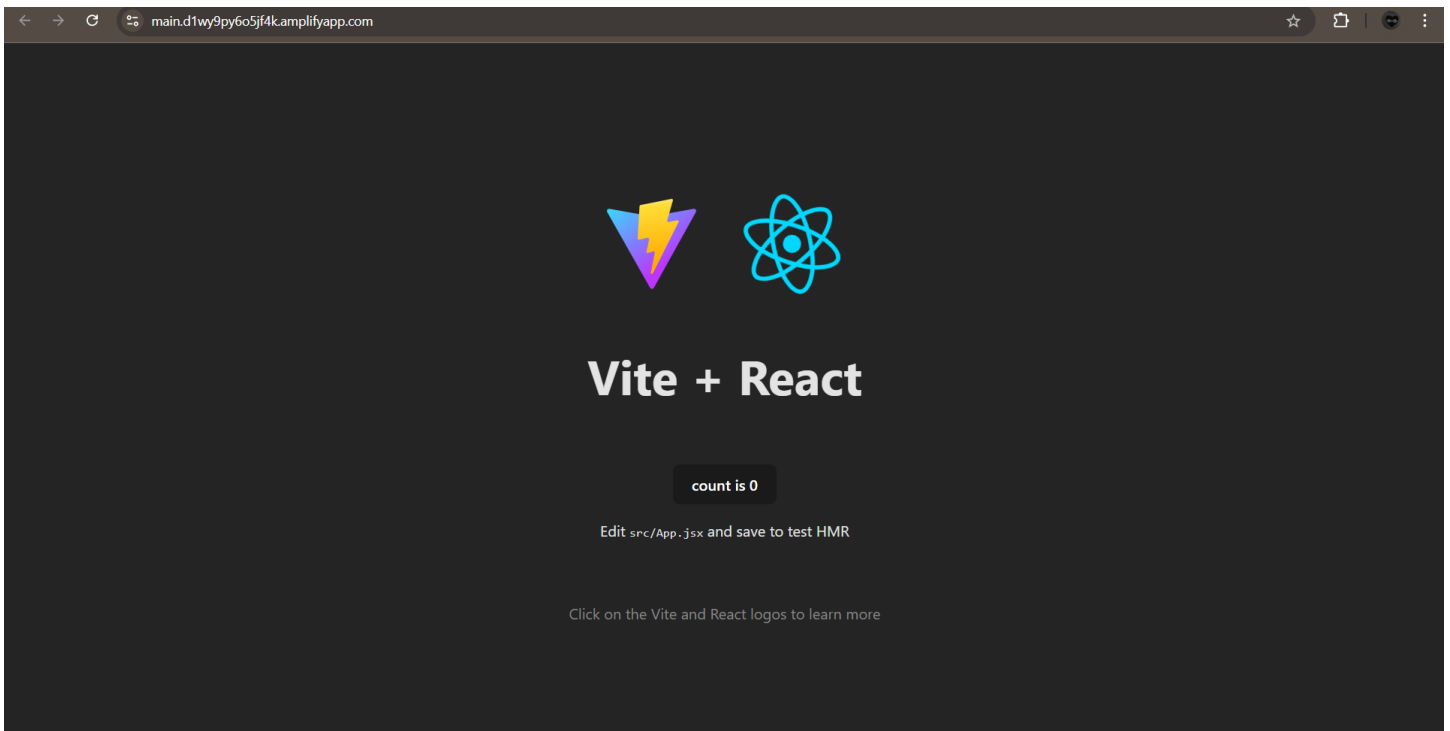 main.d1wy9py6o5jf4k.amplifyapp.com
Vite + React
count is 0
Edit src/App.jsx and save to test HMR
Click on the Vite and React logos to learn more